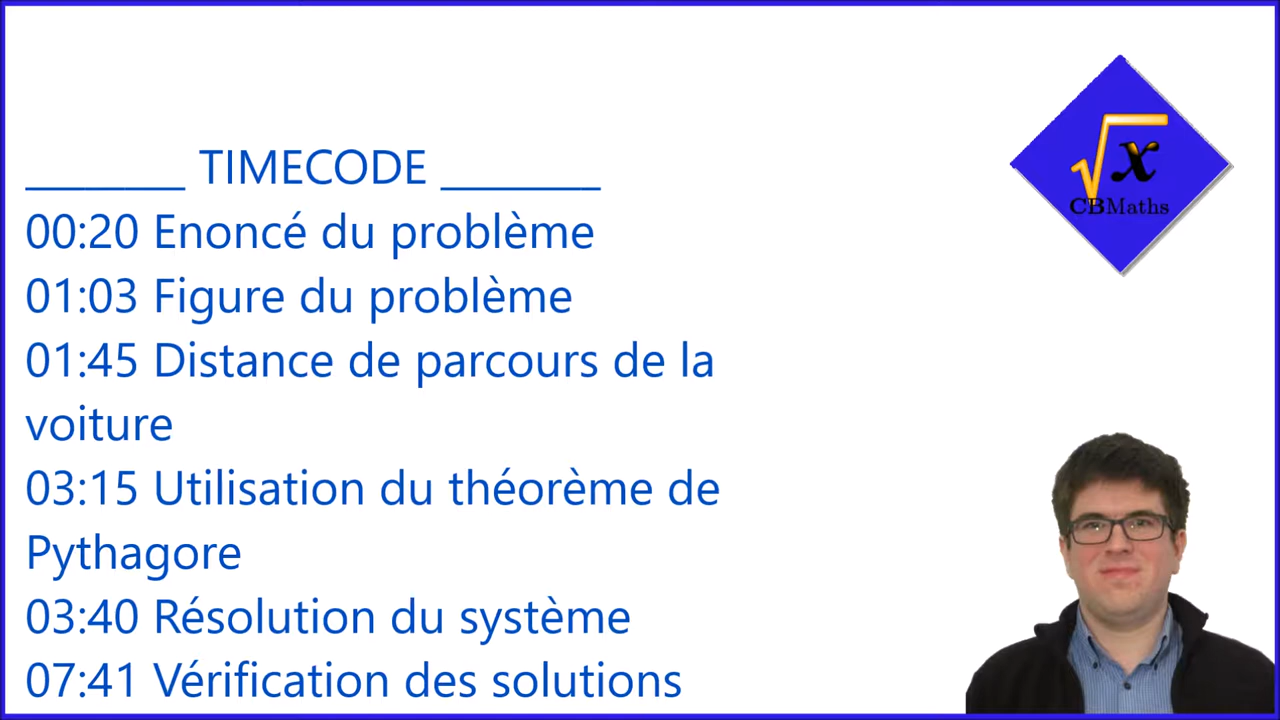 ________ TIMECODE ________
00:20 Enoncé du problème
01:03 Figure du problème
01:45 Distance de parcours de la
voiture
03:15 Utilisation du théorème de
Pythagore
03:40 Résolution du système
07:41 Vérification des solutions
√x
CBMaths